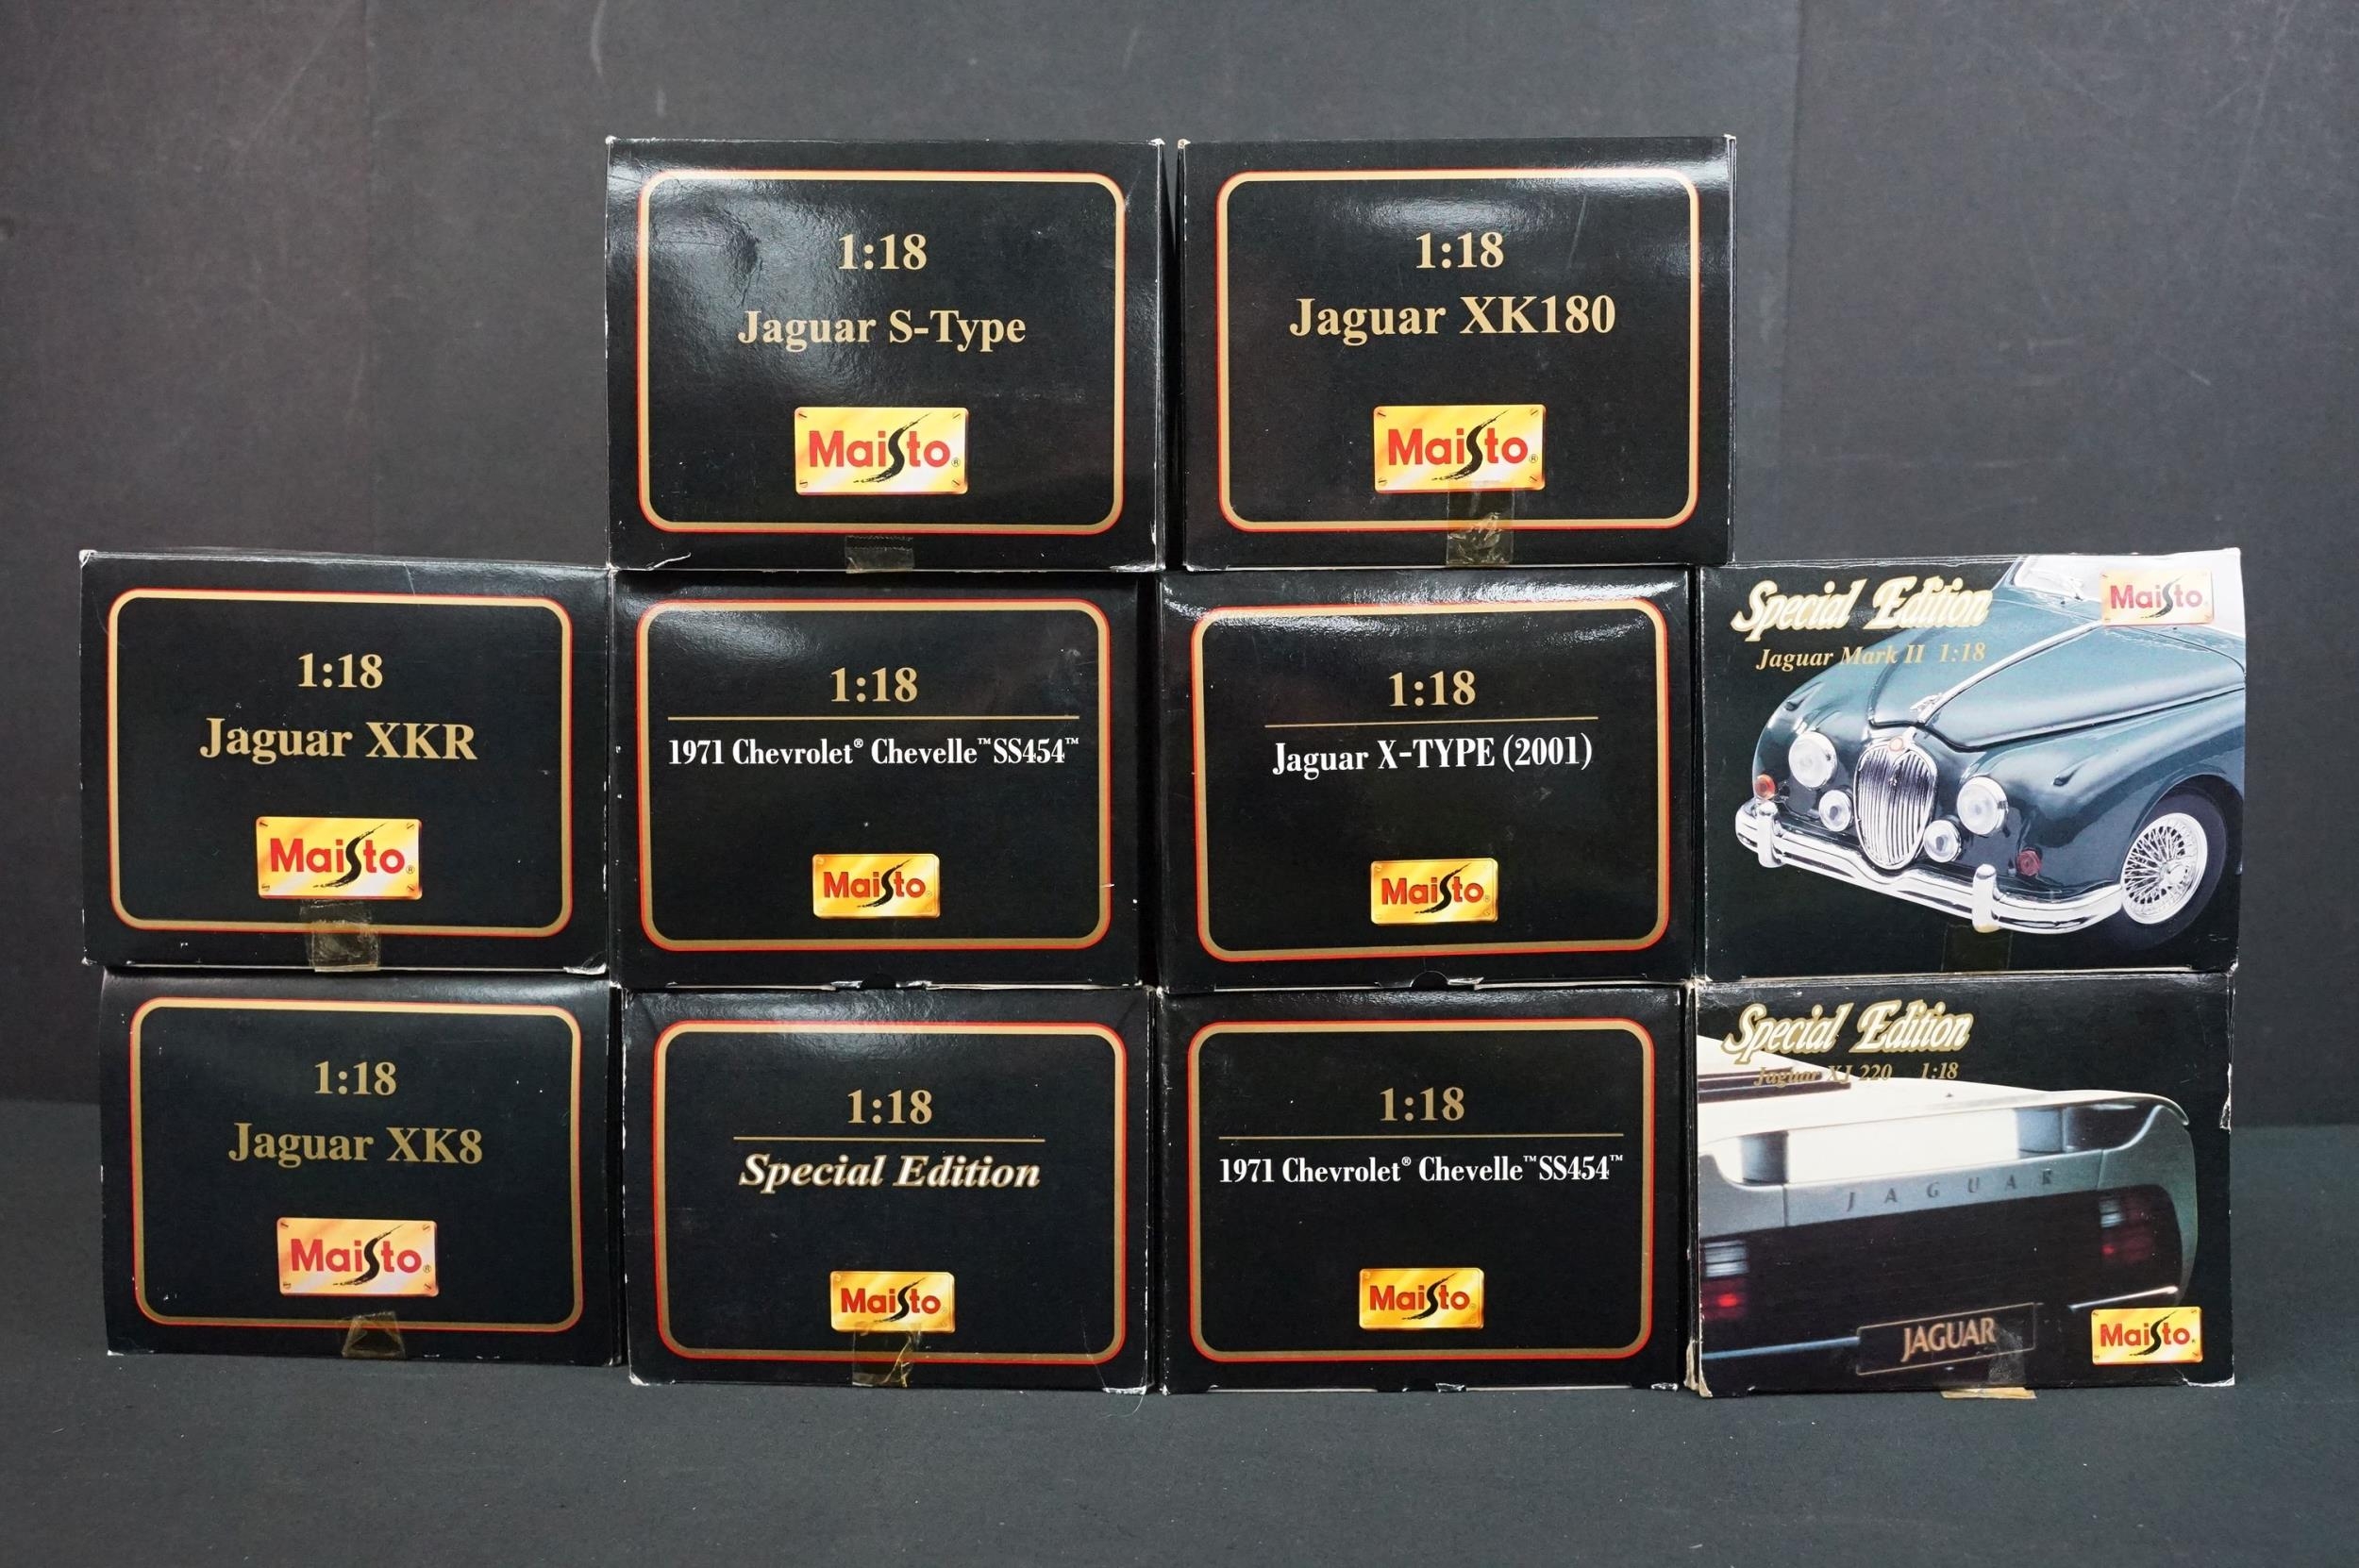 1:18
Jaguar S-Type
Maisto®
1:18
Jaguar XK180
Maisto®
1:18
Jaguar XKR
Maisto®
1:18
1971 Chevrolet® Chevelle™ SS454™
Maisto®
1:18
Jaguar X-TYPE (2001)
Maisto®
Special Edition
Maisto®
Jaguar Mark II 1:18
1:18
Jaguar XK8
Maisto®
1:18
Special Edition
Maisto®
1:18
1971 Chevrolet® Chevelle™ SS454™
Maisto®
Special Edition
Jaguar XJ 220 1:18
JAGUAR
JAGUAR
Maisto®